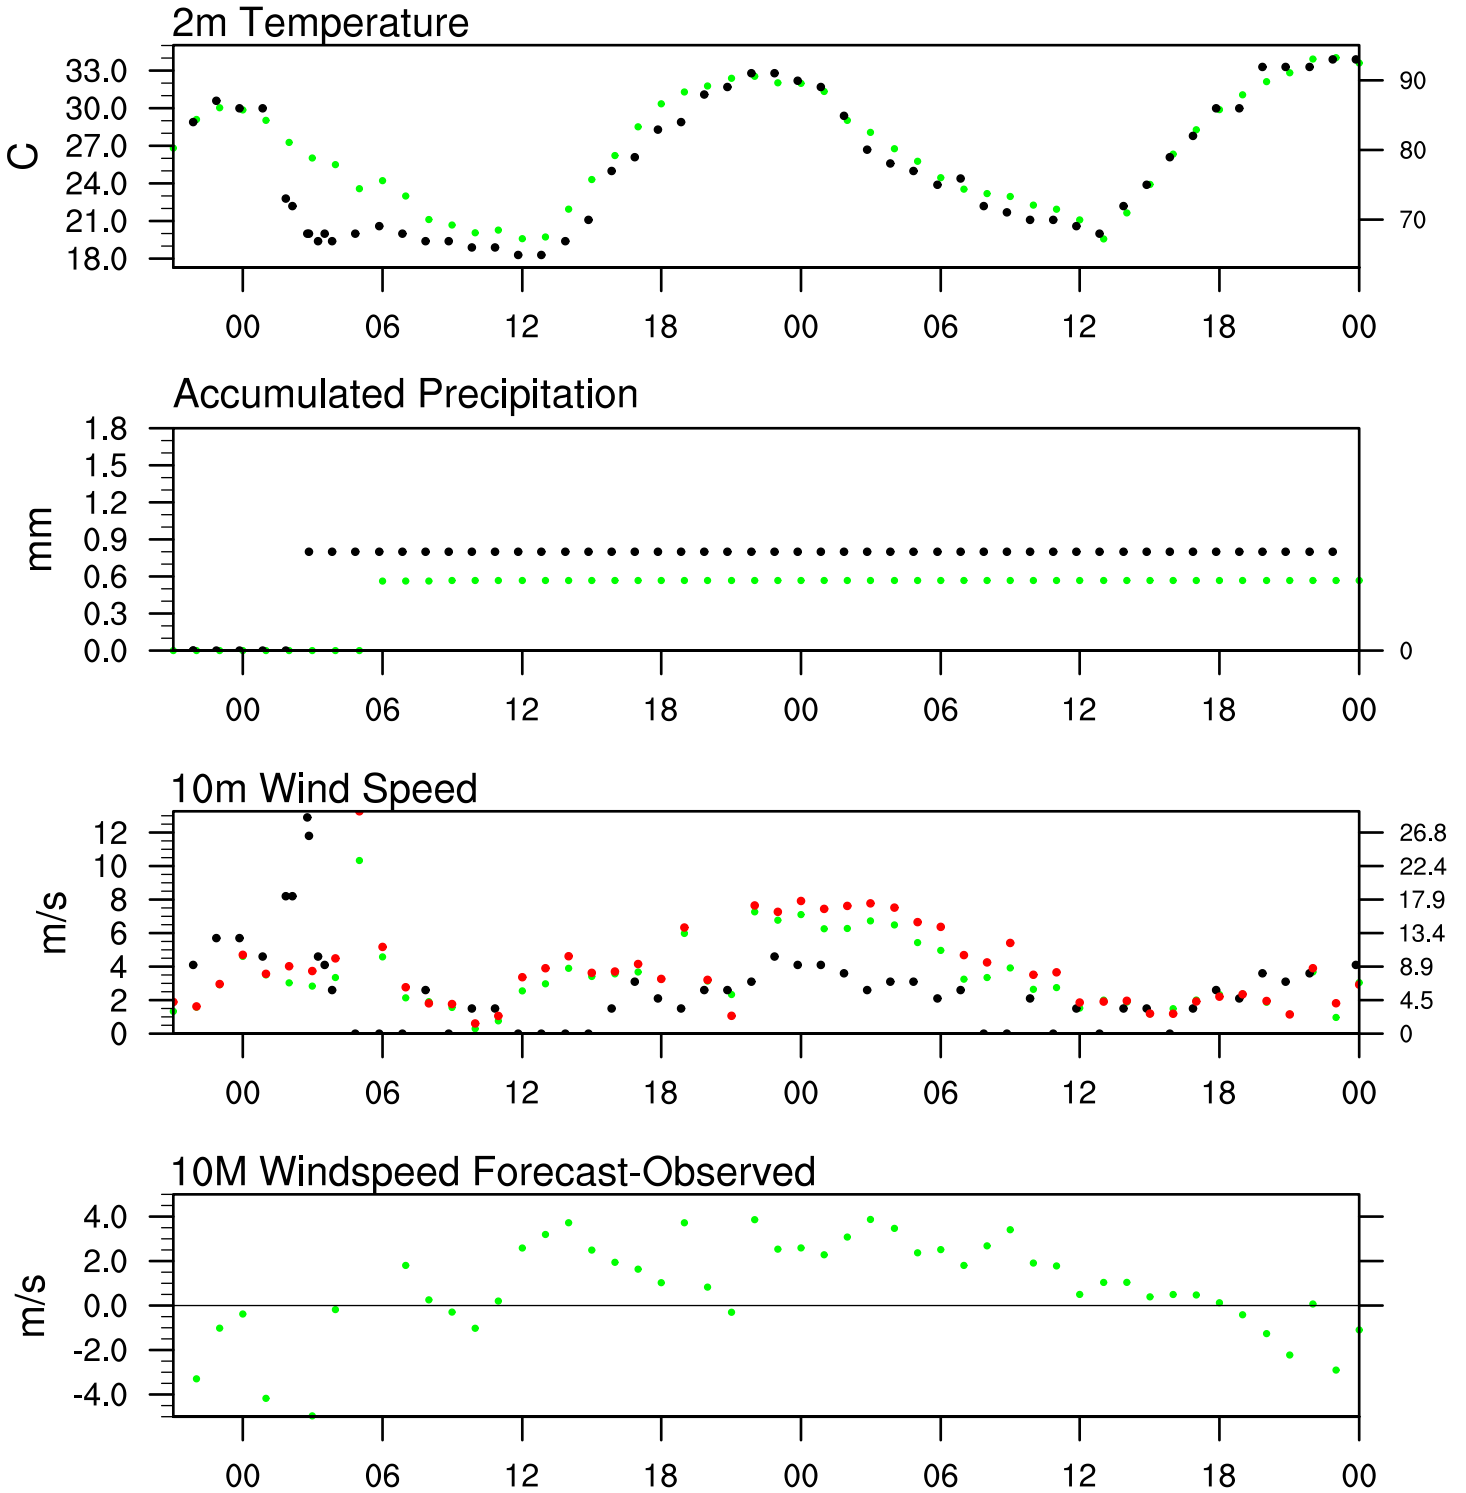 2m Temperature
33.0
30.0 90
27.0
C 80
24.0
21.0 70
18.0
00 06 12 18 00 06 12 18 00
Accumulated Precipitation
1.8
1.5
1.2
mm 0.9
0.6
0.3
0.0 0
00 06 12 18 00 06 12 18 00
10m Wind Speed
12 26.8
10 22.4
8 17.9
m/s 6 13.4
4 8.9
2 4.5
0 0
00 06 12 18 00 06 12 18 00
10M Windspeed Forecast-Observed
4.0
2.0
m/s 0.0
-2.0
-4.0
00 06 12 18 00 06 12 18 00